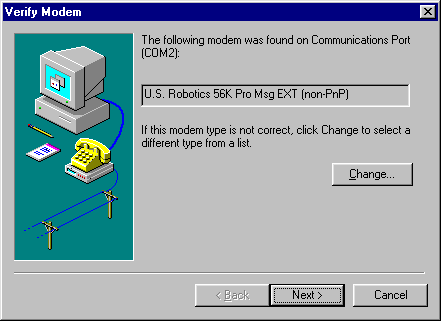 Verify Modem
The following modem was found on Communications Port
(COM2):
U.S. Robotics 56K Pro Msg EXT (non-PnP)
If this modem type is not correct, click Change to select a
different type from a list.
Change...
< Back
Next >
Cancel